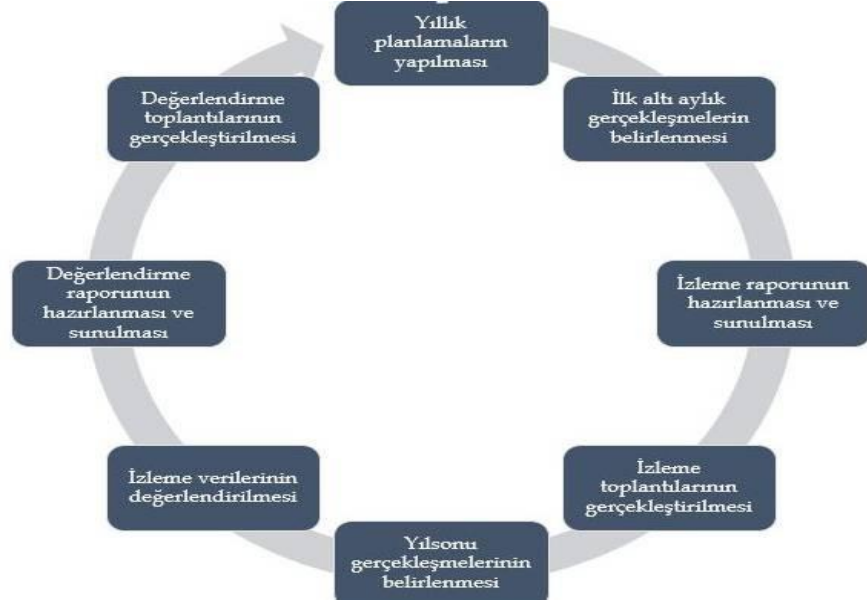 Yıllık
planlamaların
yapılması
İlk altı aylık
gerçekleşmelerin
belirlenmesi
İzleme raporunun
hazırlanması ve
sunulması
İzleme
toplantılarının
gerçekleştirilmesi
Yılsonu
gerçekleşmelerinin
belirlenmesi
İzleme verilerinin
değerlendirilmesi
Değerlendirme
raporunun
hazırlanması ve
sunulması
Değerlendirme
toplantılarının
gerçekleştirilmesi